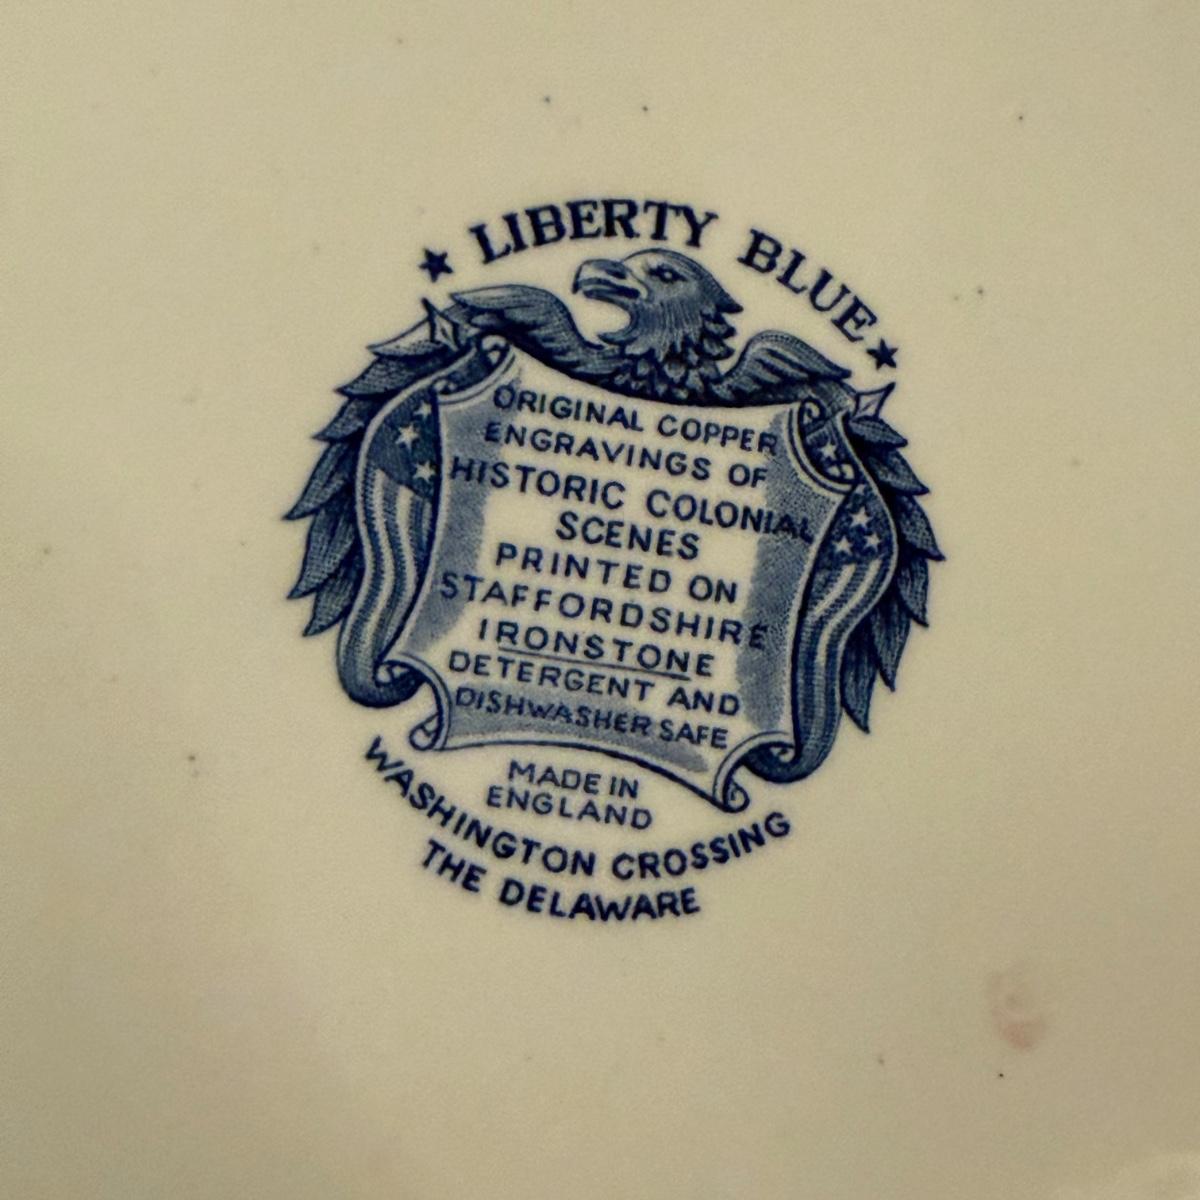 LIBERTY BLUE
ORIGINAL COPPER
ENGRAVINGS OF
HISTORIC COLONIAL
SCENES
PRINTED ON
STAFFORDSHIRE
IRONSTONE
DETERGENT AND
DISHWASHER SAFE
MADE IN
ENGLAND
WASHINGTON CROSSING
THE DELAWARE